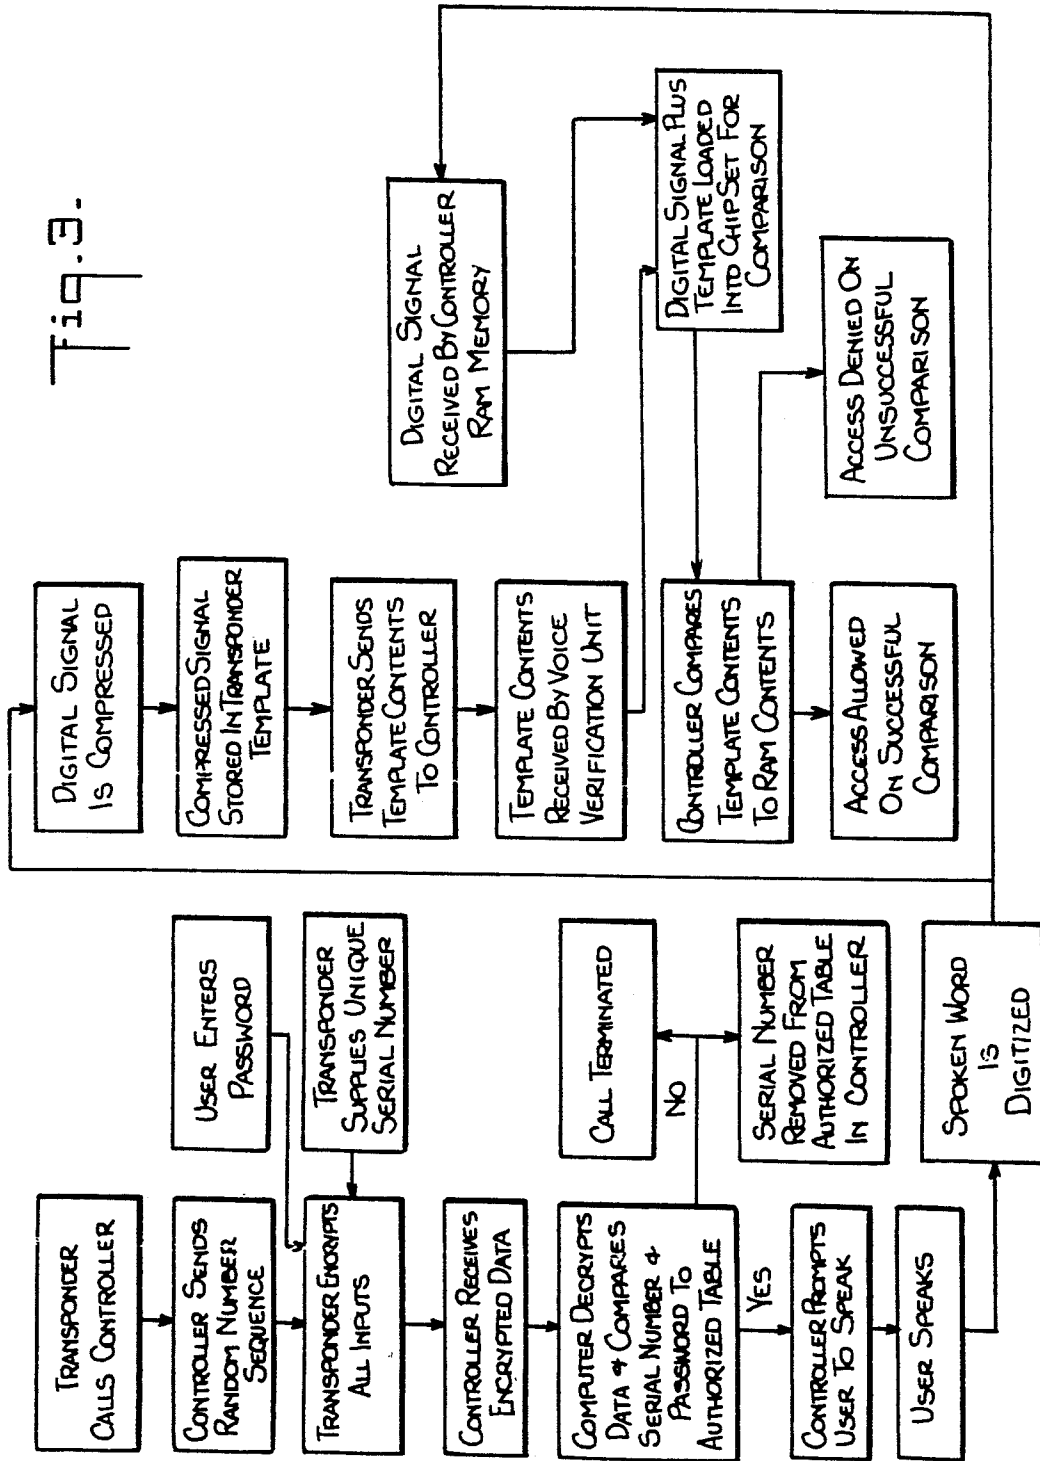 Fig. 3.
TRANSPONDER
CALLS CONTROLLER
CONTROLLER SENDS
RANDOM NUMBER
SEQUENCE
USER ENTERS
PASSWORD
TRANSPONDER
SUPPLIES UNIQUE
SERIAL NUMBER
TRANSPONDER ENCRYPTS
ALL INPUTS
CONTROLLER RECEIVES
ENCRYPTED DATA
COMPUTER DECRYPTS
DATA & COMPARES
SERIAL NUMBER &
PASSWORD TO
AUTHORIZED TABLE
NO
CALL TERMINATED
SERIAL NUMBER
REMOVED FROM
AUTHORIZED TABLE
IN CONTROLLER
YES
CONTROLLER PROMPTS
USER TO SPEAK
USER SPEAKS
SPOKEN WORD
IS
DIGITIZED
DIGITAL SIGNAL
IS COMPRESSED
COMPRESSED SIGNAL
STORED IN TRANSPONDER
TEMPLATE
TRANSPONDER SENDS
TEMPLATE CONTENTS
TO CONTROLLER
TEMPLATE CONTENTS
RECEIVED BY VOICE
VERIFICATION UNIT
DIGITAL SIGNAL
RECEIVED BY CONTROLLER
RAM MEMORY
DIGITAL SIGNAL PLUS
TEMPLATE LOADED
INTO CHIPSET FOR
COMPARISON
CONTROLLER COMPARES
TEMPLATE CONTENTS
TO RAM CONTENTS
ACCESS ALLOWED
ON SUCCESSFUL
COMPARISON
ACCESS DENIED ON
UNSUCCESSFUL
COMPARISON